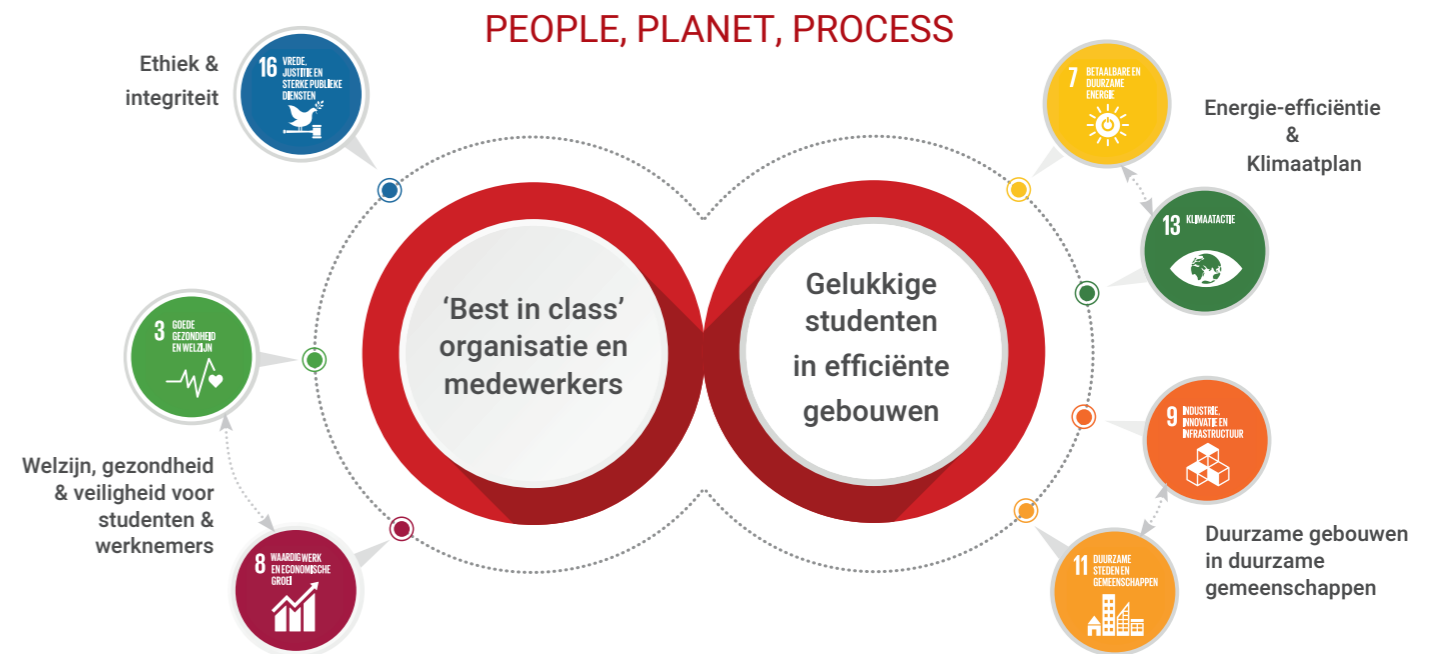 PEOPLE, PLANET, PROCESS
Ethiek &
integriteit
16 VREDE,
JUSTITIE EN
STERKE PUBLIEKE
DIENSTEN
7 BETAALBARE EN
DUURZAME
ENERGIE
Energie-efficiëntie
&
Klimaatplan
13 KLIMAATACTIE
3 GOEDE
GEZONDHEID
EN WELZIJN
‘Best in class’
organisatie en
medewerkers
Gelukkige
studenten
in efficiënte
gebouwen
9 INDUSTRIE,
INNOVATIE EN
INFRASTRUCTUUR
Welzijn, gezondheid
& veiligheid voor
studenten &
werknemers
8 WAARDIG WERK
EN ECONOMISCHE
GROEI
11 DUURZAME
STEDEN EN
GEMEENSCHAPPEN
Duurzame gebouwen
in duurzame
gemeenschappen